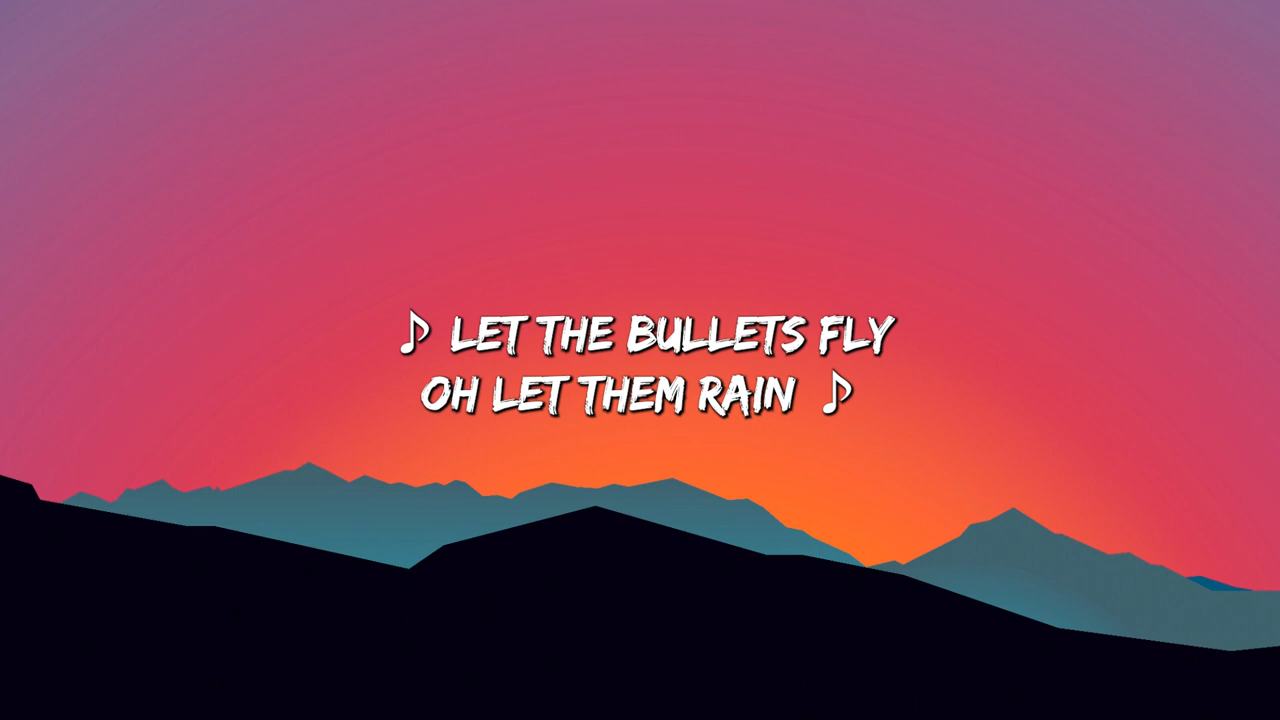 ♪ LET THE BULLETS FLY
OH LET THEM RAIN ♪